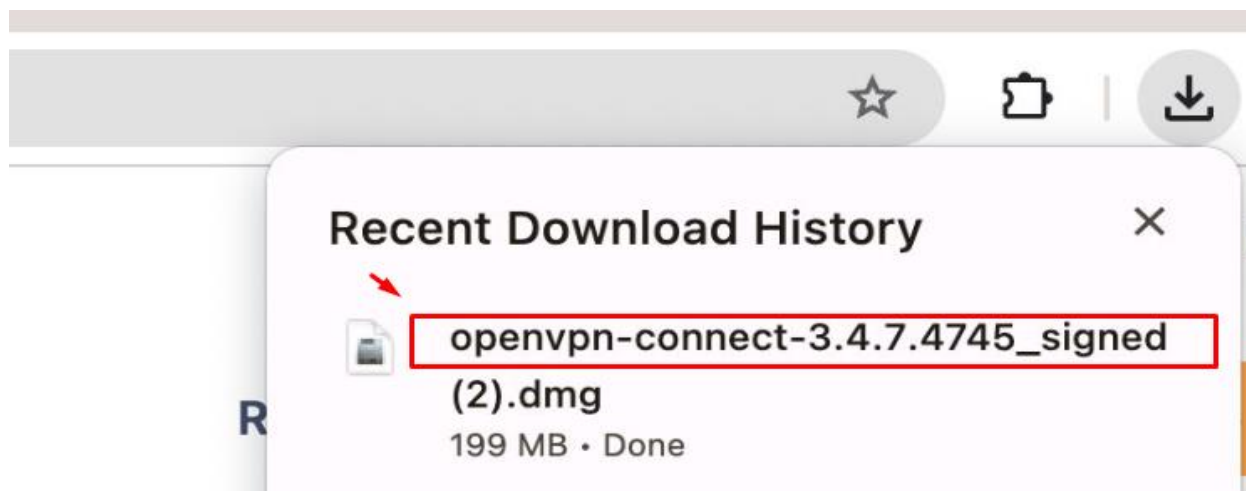 Recent Download History
openvpn-connect-3.4.7.4745_signed
(2).dmg
199 MB • Done
R